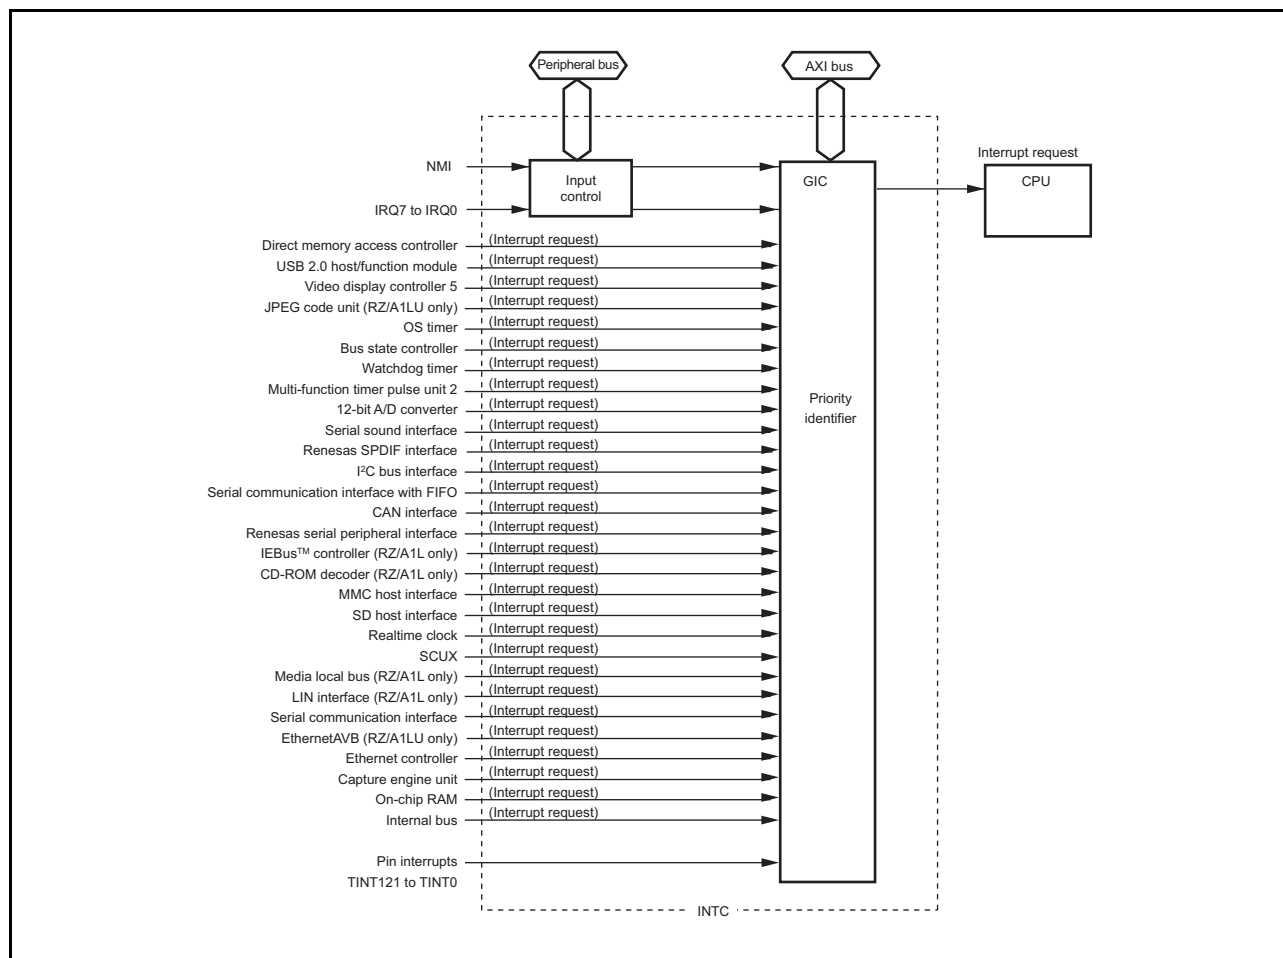 Peripheral bus
AXI bus
Interrupt request
NMI
Input
control
GIC
CPU
IRQ7 to IRQ0
Direct memory access controller (Interrupt request)
USB 2.0 host/function module (Interrupt request)
Video display controller 5 (Interrupt request)
JPEG code unit (RZ/A1LU only) (Interrupt request)
OS timer (Interrupt request)
Bus state controller (Interrupt request)
Watchdog timer (Interrupt request)
Multi-function timer pulse unit 2 (Interrupt request)
12-bit A/D converter (Interrupt request)
Priority
identifier
Serial sound interface (Interrupt request)
Renesas SPDIF interface (Interrupt request)
I²C bus interface (Interrupt request)
Serial communication interface with FIFO (Interrupt request)
CAN interface (Interrupt request)
Renesas serial peripheral interface (Interrupt request)
IEBus™ controller (RZ/A1L only) (Interrupt request)
CD-ROM decoder (RZ/A1L only) (Interrupt request)
MMC host interface (Interrupt request)
SD host interface (Interrupt request)
Realtime clock (Interrupt request)
SCUX (Interrupt request)
Media local bus (RZ/A1L only) (Interrupt request)
LIN interface (RZ/A1L only) (Interrupt request)
Serial communication interface (Interrupt request)
EthernetAVB (RZ/A1LU only) (Interrupt request)
Ethernet controller (Interrupt request)
Capture engine unit (Interrupt request)
On-chip RAM (Interrupt request)
Internal bus (Interrupt request)
Pin interrupts
TINT121 to TINT0
INTC